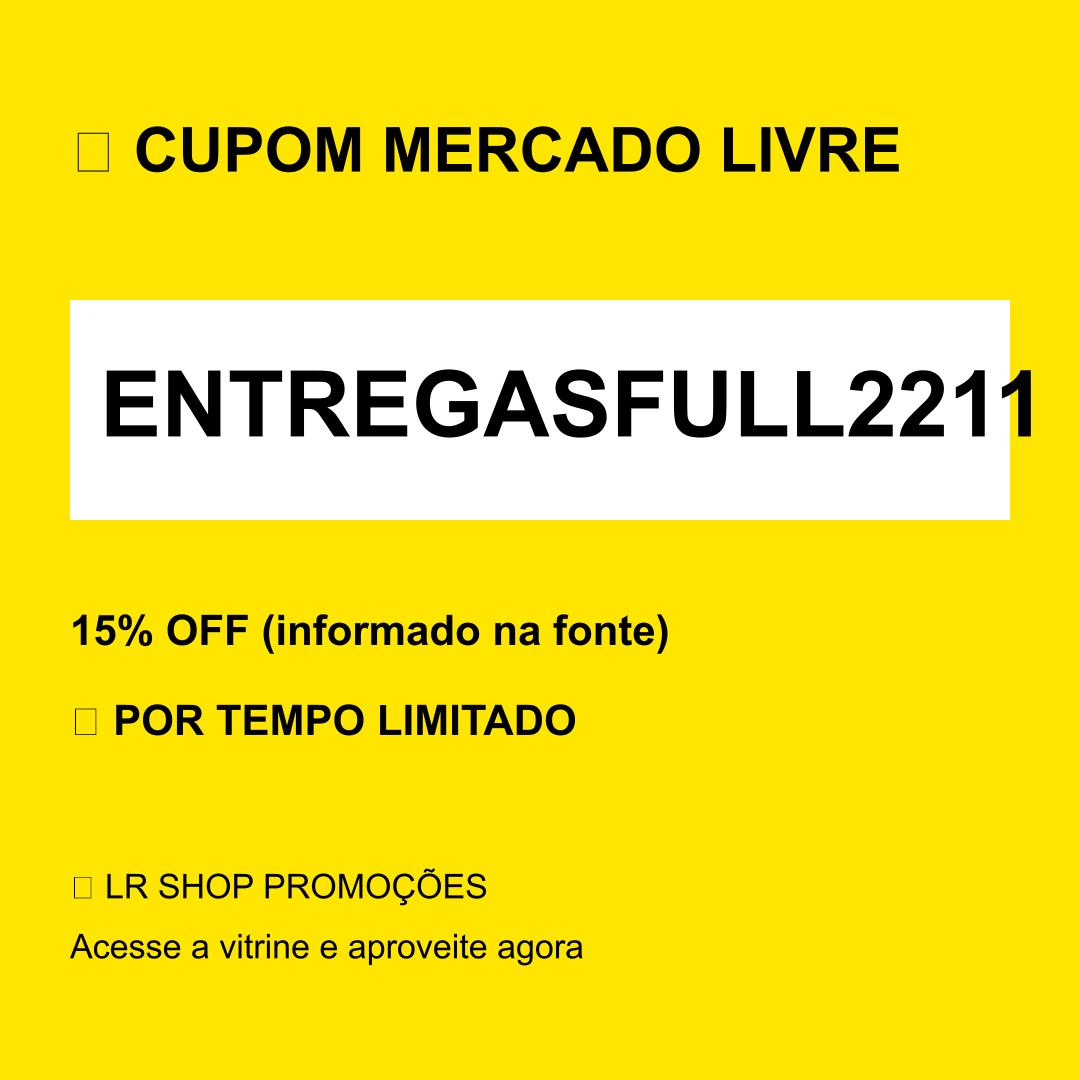 CUPOM MERCADO LIVRE
ENTREGASFULL2211
15% OFF (informado na fonte)
POR TEMPO LIMITADO
LR SHOP PROMOÇÕES
Acesse a vitrine e aproveite agora